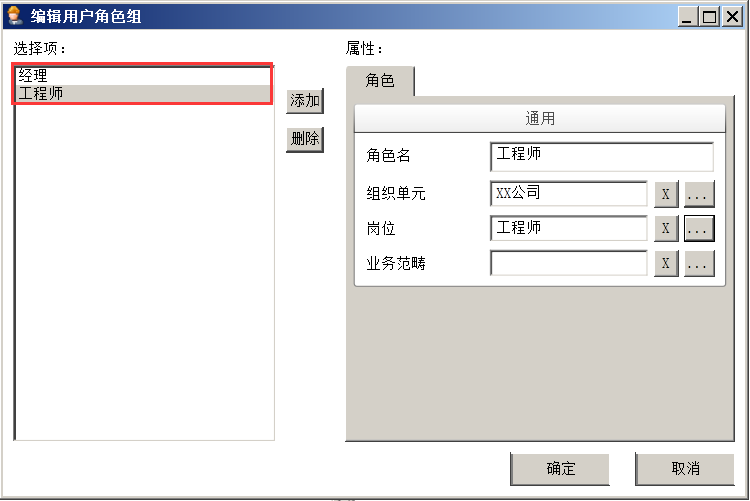 编辑用户角色组
选择项：
属性：
经理
工程师
添加
删除
角色
通用
角色名 工程师
组织单元 XX公司 X ...
岗位 工程师 X ...
业务范畴 X ...
确定 取消